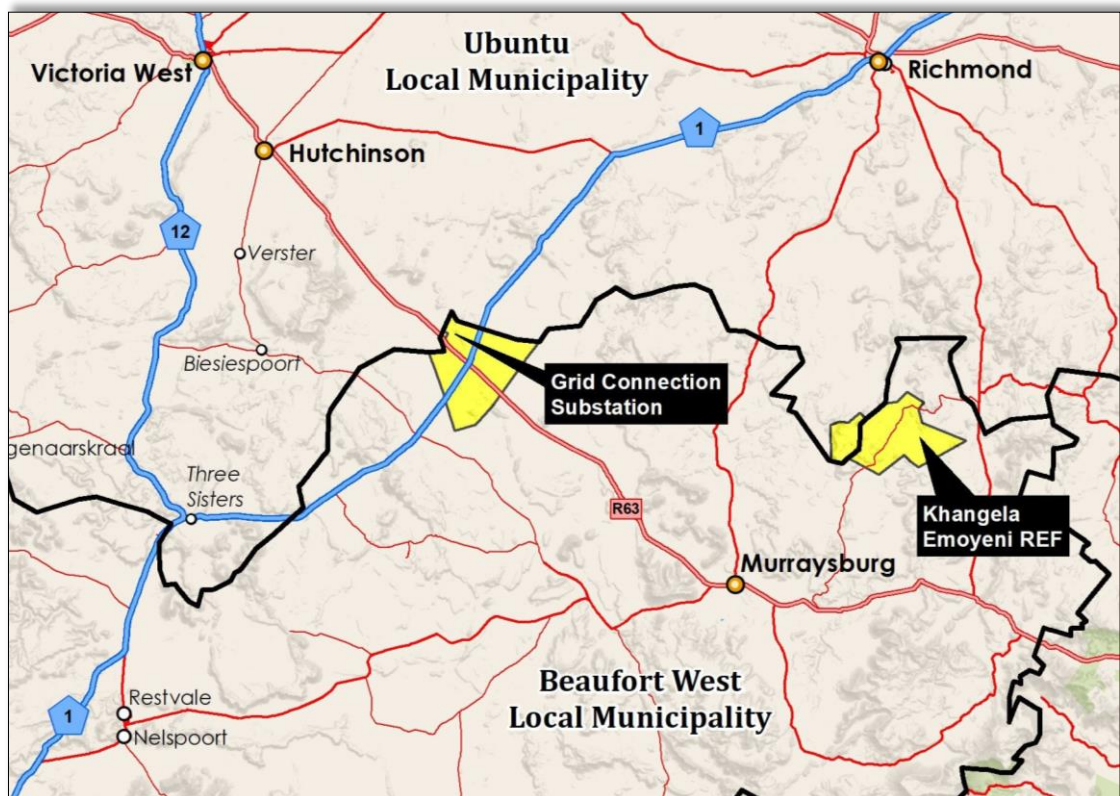 Ubuntu
Local Municipality
Victoria West
Richmond
1
Hutchinson
12
Verster
Biesiespoort
Grid Connection
Substation
genaarskraal
Three
Sisters
R63
Khangela
Emoyeni REF
Murraysburg
Beaufort West
Local Municipality
Restvale
1
Nelspoort